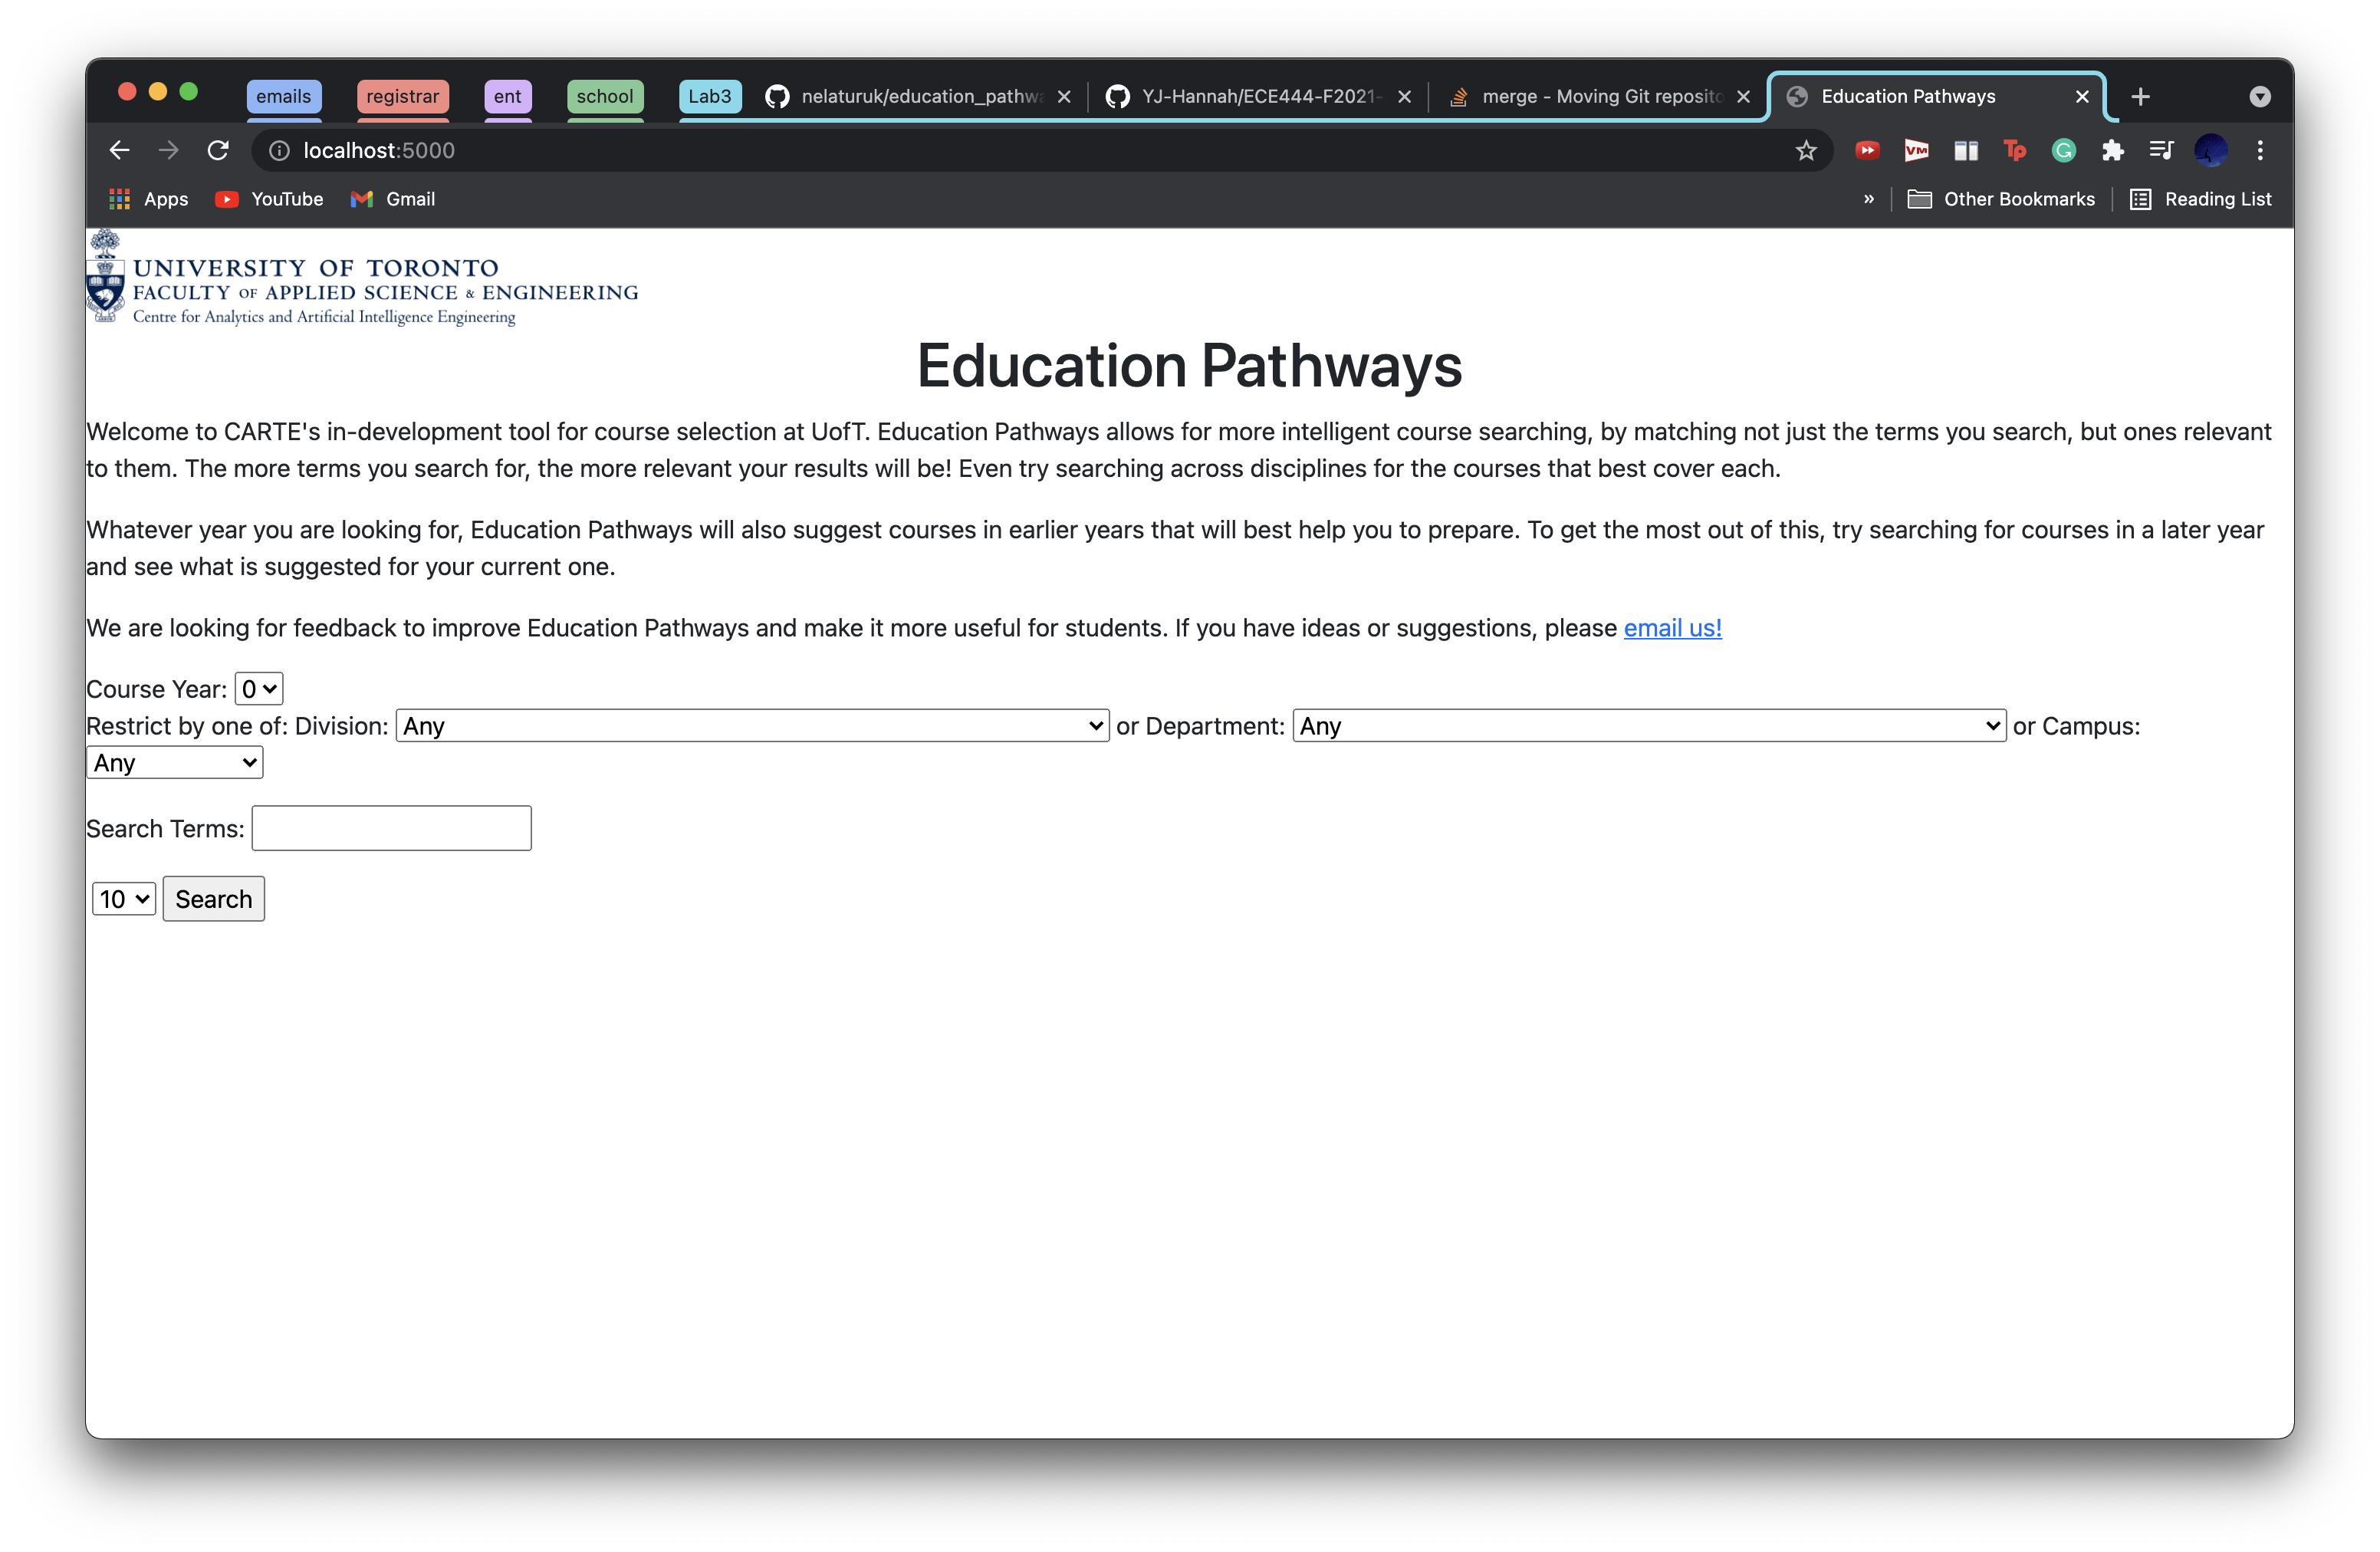 emails registrar ent school Lab3 nelaturuk/education_pathwa YJ-Hannah/ECE444-F2021- merge - Moving Git reposito Education Pathways
localhost:5000 VM Tp
Apps YouTube Gmail » Other Bookmarks Reading List
UNIVERSITY OF TORONTO
FACULTY OF APPLIED SCIENCE & ENGINEERING
Centre for Analytics and Artificial Intelligence Engineering
Education Pathways
Welcome to CARTE's in-development tool for course selection at UofT. Education Pathways allows for more intelligent course searching, by matching not just the terms you search, but ones relevant
to them. The more terms you search for, the more relevant your results will be! Even try searching across disciplines for the courses that best cover each.
Whatever year you are looking for, Education Pathways will also suggest courses in earlier years that will best help you to prepare. To get the most out of this, try searching for courses in a later year
and see what is suggested for your current one.
We are looking for feedback to improve Education Pathways and make it more useful for students. If you have ideas or suggestions, please email us!
Course Year: 0
Restrict by one of: Division: Any or Department: Any or Campus:
Any
Search Terms:
10 Search